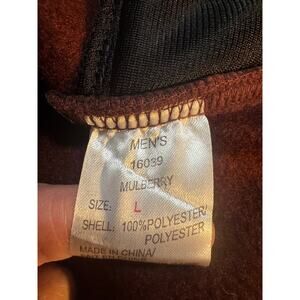 MEN'S
16039
MULBERRY
SIZE: L
SHELL: 100%POLYESTER/
POLYESTER
MADE IN CHINA/